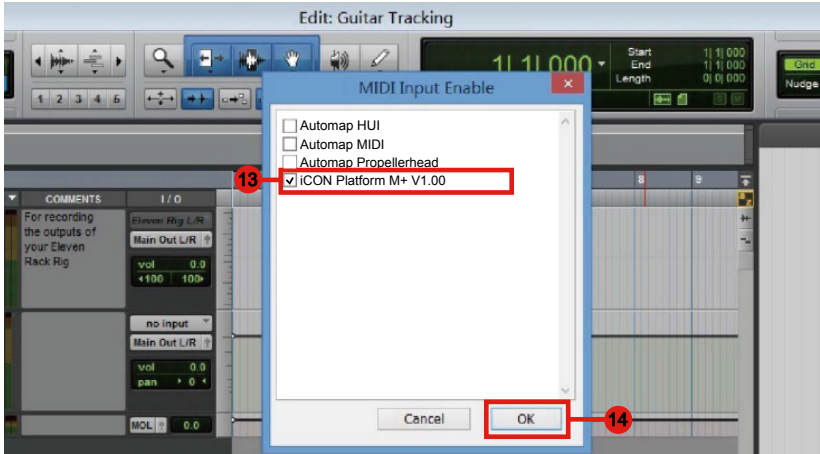 Edit: Guitar Tracking
1| 1| 000
Start 1| 1| 000
End 1| 1| 000
Length 0| 0| 000
Grid
Nudge
1 2 3 4 5
MIDI Input Enable
Automap HUI
Automap MIDI
Automap Propellerhead
13
iCON Platform M+ V1.00
8 9
COMMENTS I / O
For recording
the outputs of
your Eleven
Rack Rig
Eleven Rig L/R
Main Out L/R
vol 0.0
100 100
no input
Main Out L/R
vol 0.0
pan 0
MOL 0.0
Cancel OK
14